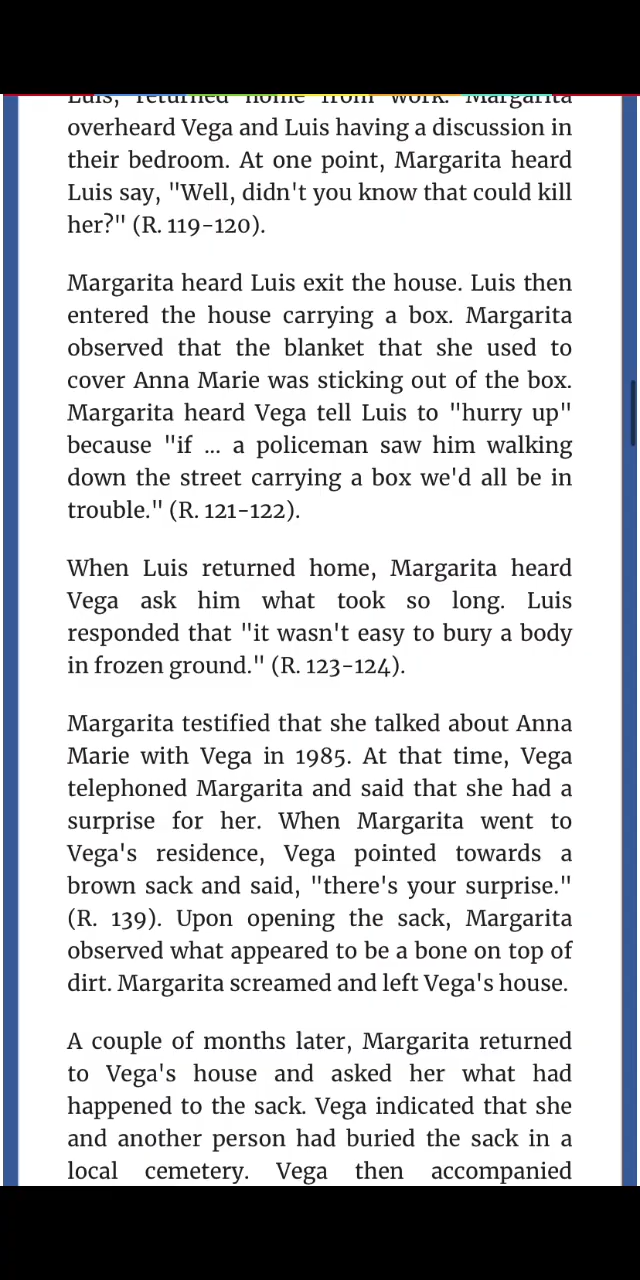 Luis, returned home from work. Margarita
overheard Vega and Luis having a discussion in
their bedroom. At one point, Margarita heard
Luis say, "Well, didn't you know that could kill
her?" (R. 119-120).
Margarita heard Luis exit the house. Luis then
entered the house carrying a box. Margarita
observed that the blanket that she used to
cover Anna Marie was sticking out of the box.
Margarita heard Vega tell Luis to "hurry up"
because "if ... a policeman saw him walking
down the street carrying a box we'd all be in
trouble." (R. 121-122).
When Luis returned home, Margarita heard
Vega ask him what took so long. Luis
responded that "it wasn't easy to bury a body
in frozen ground." (R. 123-124).
Margarita testified that she talked about Anna
Marie with Vega in 1985. At that time, Vega
telephoned Margarita and said that she had a
surprise for her. When Margarita went to
Vega's residence, Vega pointed towards a
brown sack and said, "there's your surprise."
(R. 139). Upon opening the sack, Margarita
observed what appeared to be a bone on top of
dirt. Margarita screamed and left Vega's house.
A couple of months later, Margarita returned
to Vega's house and asked her what had
happened to the sack. Vega indicated that she
and another person had buried the sack in a
local cemetery. Vega then accompanied